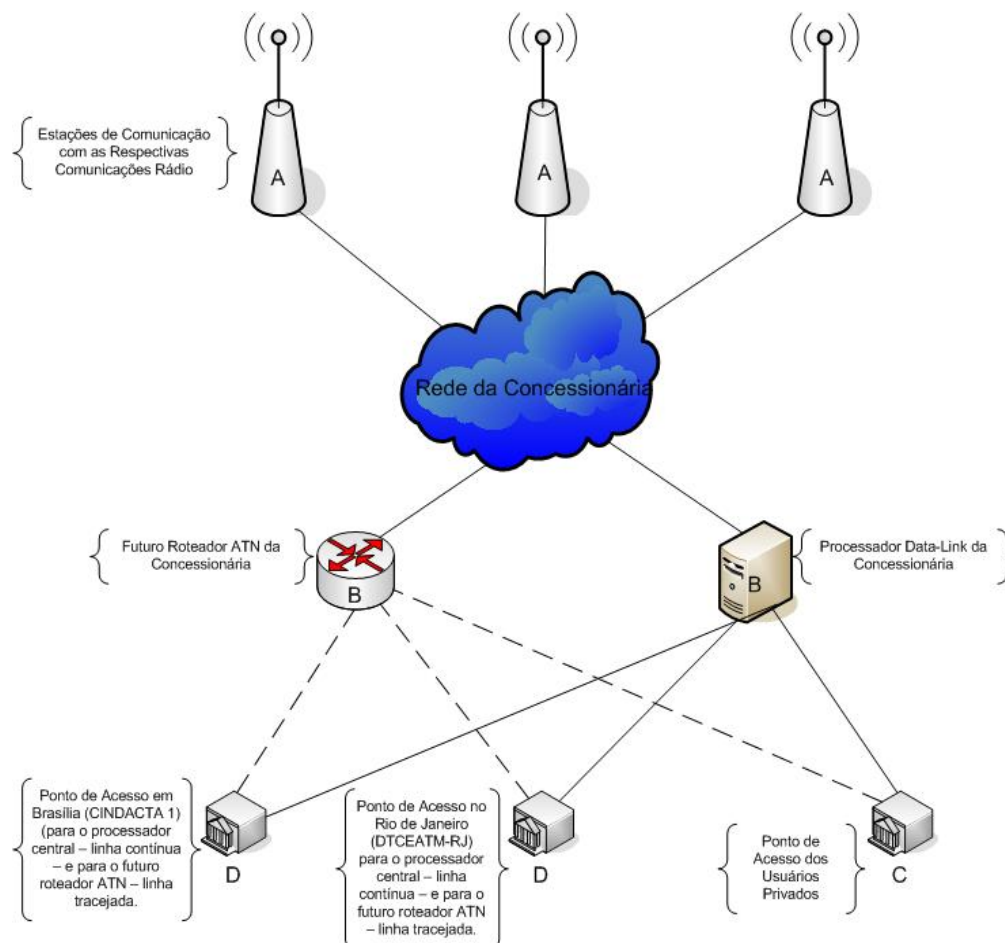 Estações de Comunicação
com as Respectivas
Comunicações Rádio
A
A
A
Rede da Concessionária
Futuro Roteador ATN da
Concessionária
B
B
Processador Data-Link da
Concessionária
Ponto de Acesso em
Brasília (CINDACTA 1)
(para o processador
central – linha contínua
– e para o futuro
roteador ATN – linha
tracejada.
D
Ponto de Acesso no
Rio de Janeiro
(DTCEATM-RJ)
para o processador
central – linha
contínua – e para o
futuro roteador ATN
– linha tracejada.
D
Ponto de
Acesso dos
Usuários
Privados
C